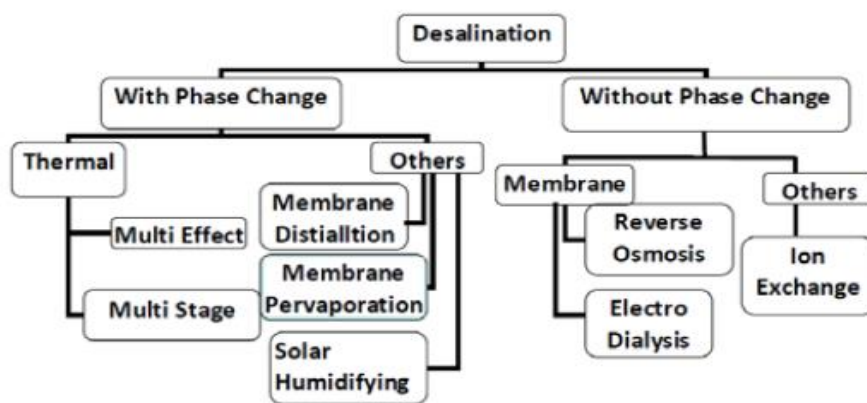 Desalination
With Phase Change
Without Phase Change
Thermal
Others
Membrane
Others
Multi Effect
Membrane
Distialltion
Reverse
Osmosis
Ion
Exchange
Multi Stage
Membrane
Pervaporation
Electro
Dialysis
Solar
Humidifying